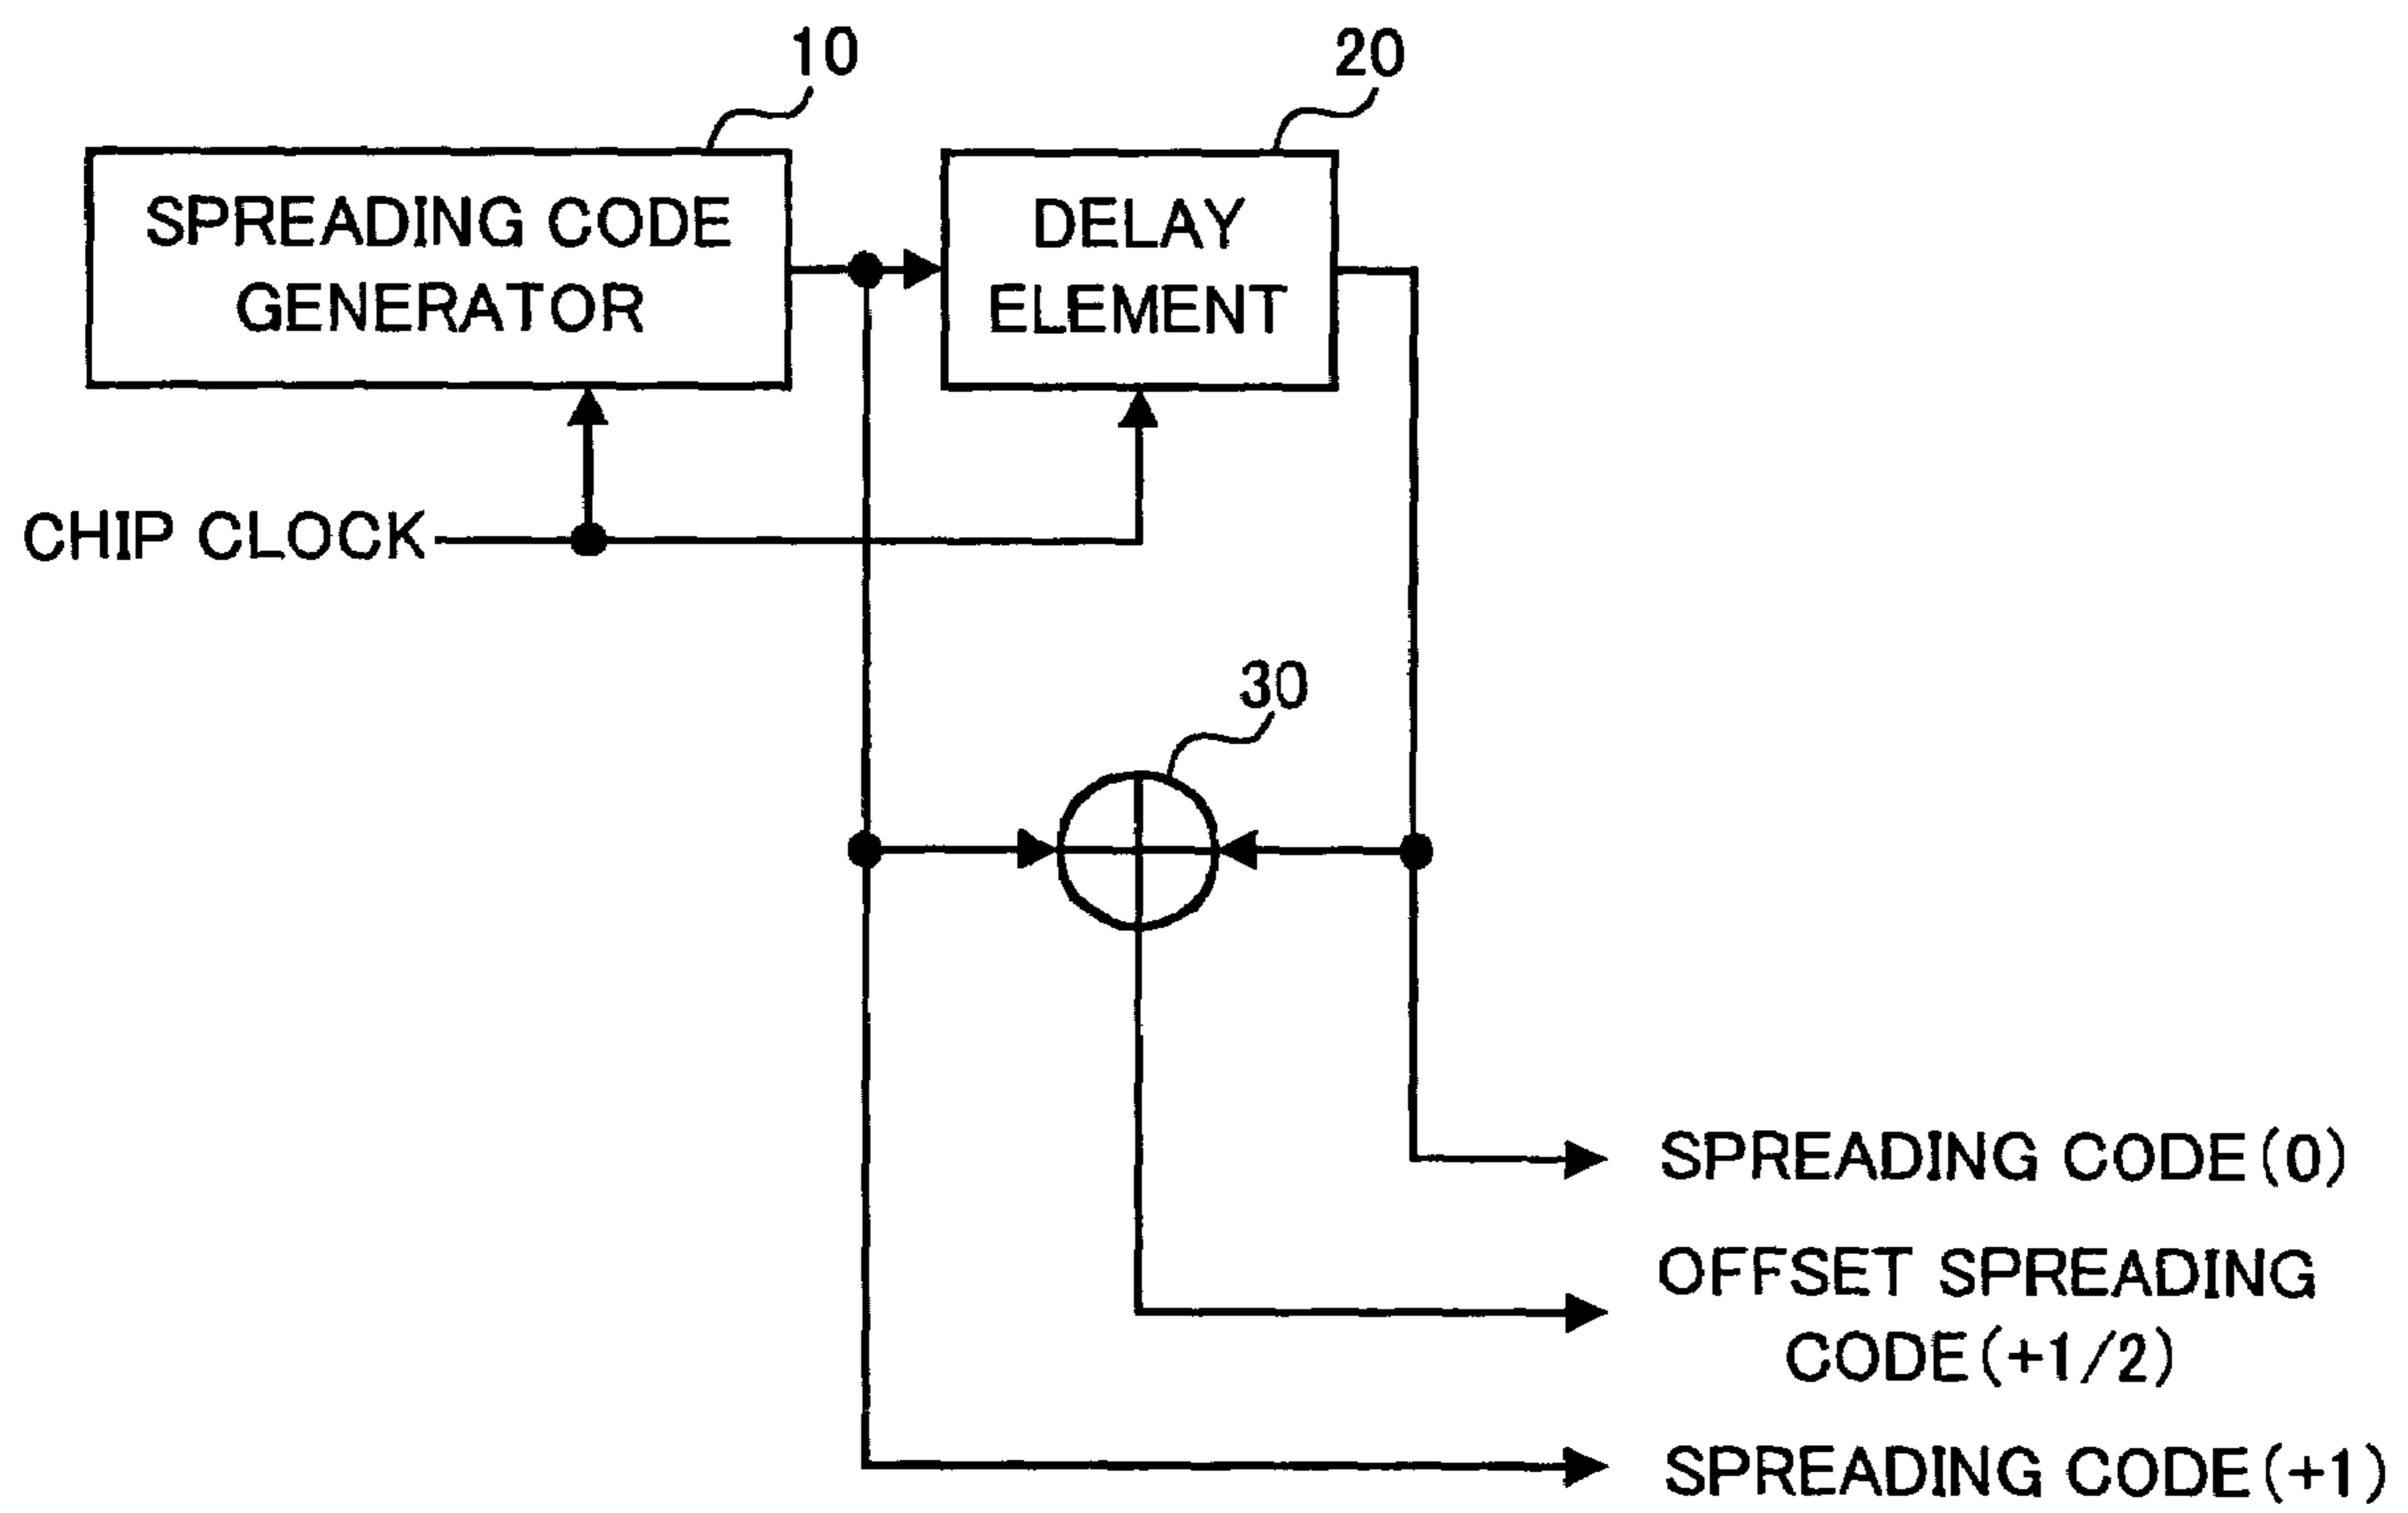 10
20
SPREADING CODE
GENERATOR
DELAY
ELEMENT
CHIP CLOCK
30
SPREADING CODE(0)
OFFSET SPREADING
CODE(+1/2)
SPREADING CODE(+1)